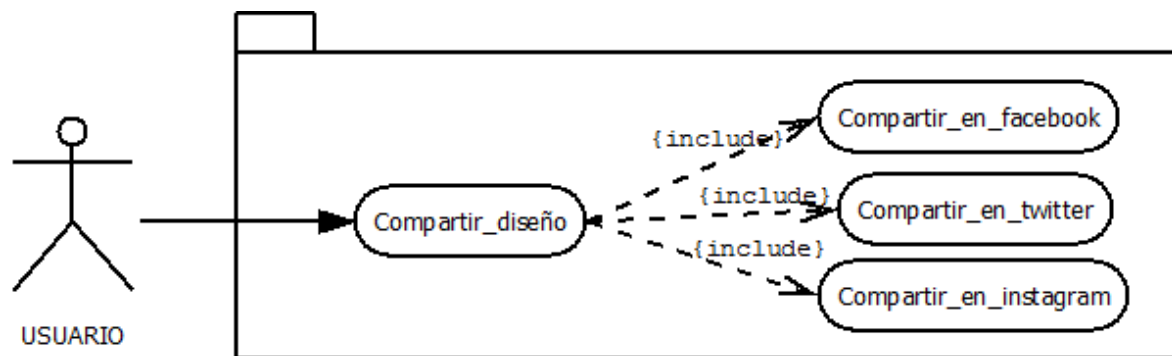 Compartir_en_facebook
{include}
{include}
Compartir_diseño
Compartir_en_twitter
{include}
Compartir_en_instagram
USUARIO